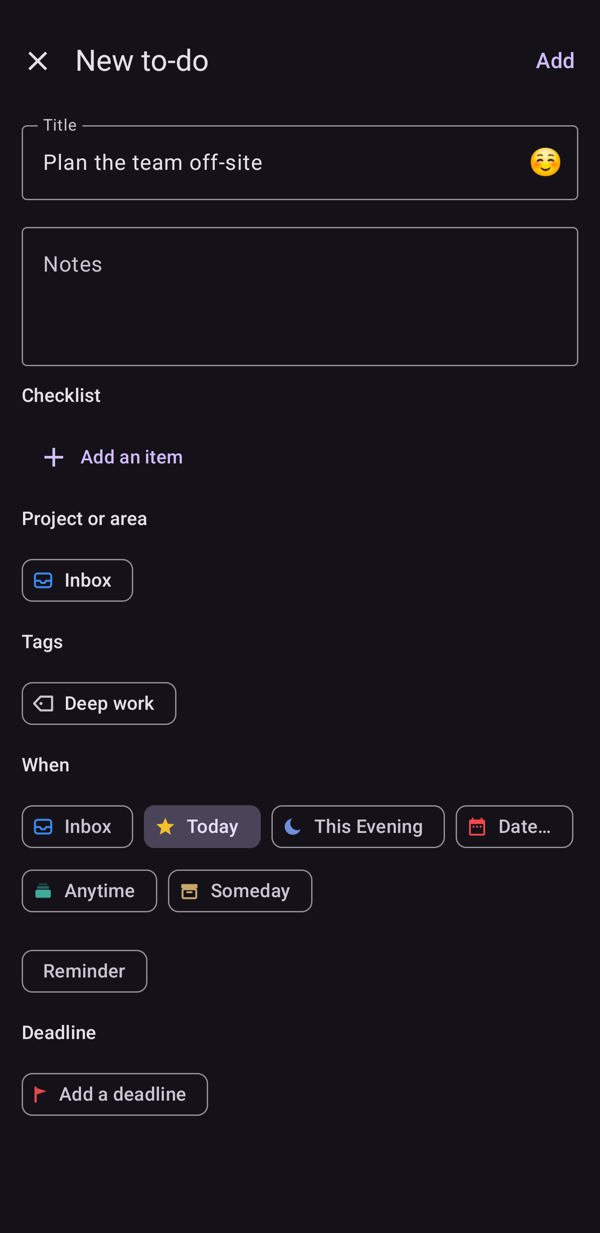 New to-do
Add
Title
Plan the team off-site ☺️
Notes
Checklist
Add an item
Project or area
Inbox
Tags
Deep work
When
Inbox Today This Evening Date…
Anytime Someday
Reminder
Deadline
Add a deadline